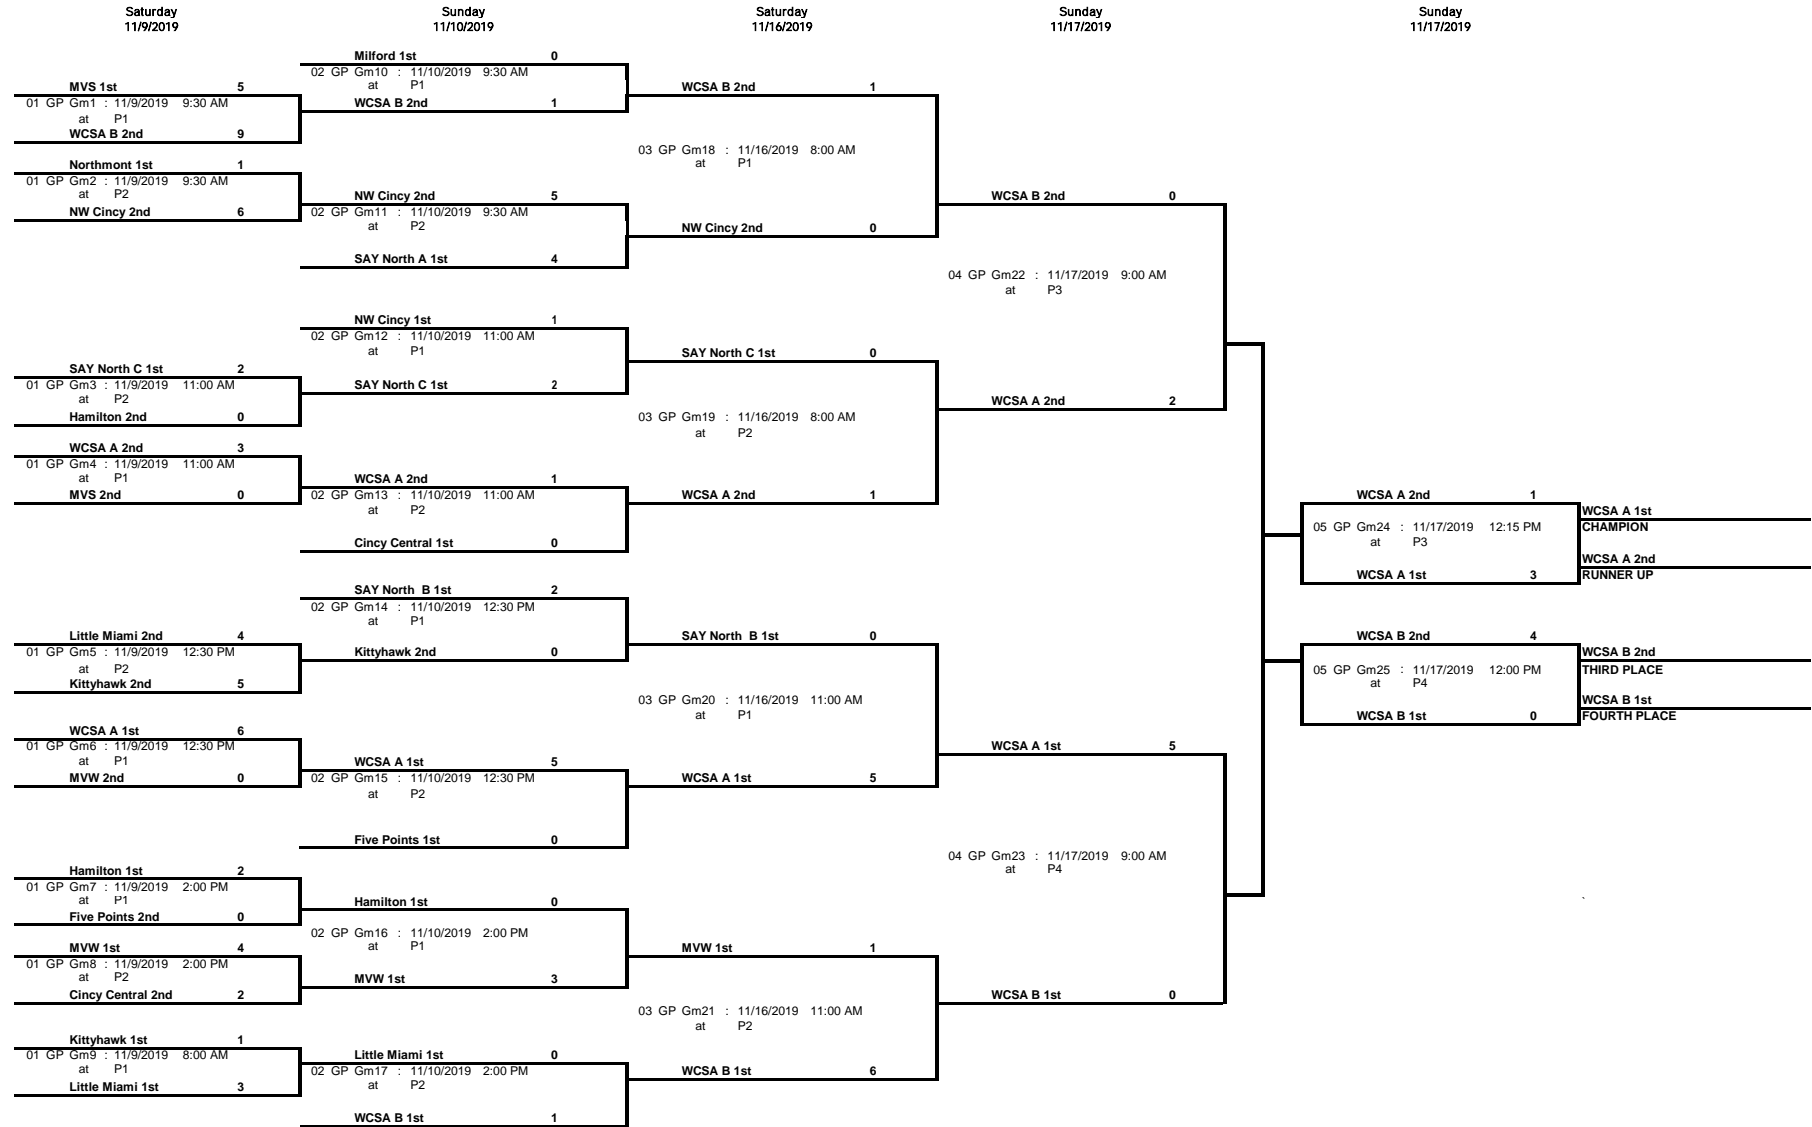 Saturday
11/9/2019
Sunday
11/10/2019
Saturday
11/16/2019
Sunday
11/17/2019
Sunday
11/17/2019
MVS 1st 5
01 GP Gm1 : 11/9/2019 9:30 AM
at P1
WCSA B 2nd 9
Northmont 1st 1
01 GP Gm2 : 11/9/2019 9:30 AM
at P2
NW Cincy 2nd 6
SAY North C 1st 2
01 GP Gm3 : 11/9/2019 11:00 AM
at P2
Hamilton 2nd 0
WCSA A 2nd 3
01 GP Gm4 : 11/9/2019 11:00 AM
at P1
MVS 2nd 0
Little Miami 2nd 4
01 GP Gm5 : 11/9/2019 12:30 PM
at P2
Kittyhawk 2nd 5
WCSA A 1st 6
01 GP Gm6 : 11/9/2019 12:30 PM
at P1
MVW 2nd 0
Hamilton 1st 2
01 GP Gm7 : 11/9/2019 2:00 PM
at P1
Five Points 2nd 0
MVW 1st 4
01 GP Gm8 : 11/9/2019 2:00 PM
at P2
Cincy Central 2nd 2
Kittyhawk 1st 1
01 GP Gm9 : 11/9/2019 8:00 AM
at P1
Little Miami 1st 3
Milford 1st 0
02 GP Gm10 : 11/10/2019 9:30 AM
at P1
WCSA B 2nd 1
NW Cincy 2nd 5
02 GP Gm11 : 11/10/2019 9:30 AM
at P2
SAY North A 1st 4
NW Cincy 1st 1
02 GP Gm12 : 11/10/2019 11:00 AM
at P1
SAY North C 1st 2
WCSA A 2nd 1
02 GP Gm13 : 11/10/2019 11:00 AM
at P2
Cincy Central 1st 0
SAY North B 1st 2
02 GP Gm14 : 11/10/2019 12:30 PM
at P1
Kittyhawk 2nd 0
WCSA A 1st 5
02 GP Gm15 : 11/10/2019 12:30 PM
at P2
Five Points 1st 0
Hamilton 1st 0
02 GP Gm16 : 11/10/2019 2:00 PM
at P1
MVW 1st 3
Little Miami 1st 0
02 GP Gm17 : 11/10/2019 2:00 PM
at P2
WCSA B 1st 1
WCSA B 2nd 1
03 GP Gm18 : 11/16/2019 8:00 AM
at P1
NW Cincy 2nd 0
SAY North C 1st 0
03 GP Gm19 : 11/16/2019 8:00 AM
at P2
WCSA A 2nd 1
SAY North B 1st 0
03 GP Gm20 : 11/16/2019 11:00 AM
at P1
WCSA A 1st 5
MVW 1st 1
03 GP Gm21 : 11/16/2019 11:00 AM
at P2
WCSA B 1st 6
WCSA B 2nd 0
04 GP Gm22 : 11/17/2019 9:00 AM
at P3
WCSA A 2nd 2
WCSA A 1st 5
04 GP Gm23 : 11/17/2019 9:00 AM
at P4
WCSA B 1st 0
WCSA A 2nd 1
05 GP Gm24 : 11/17/2019 12:15 PM
at P3
WCSA A 1st 3
WCSA B 2nd 4
05 GP Gm25 : 11/17/2019 12:00 PM
at P4
WCSA B 1st 0
WCSA A 1st
CHAMPION
WCSA A 2nd
RUNNER UP
WCSA B 2nd
THIRD PLACE
WCSA B 1st
FOURTH PLACE
`